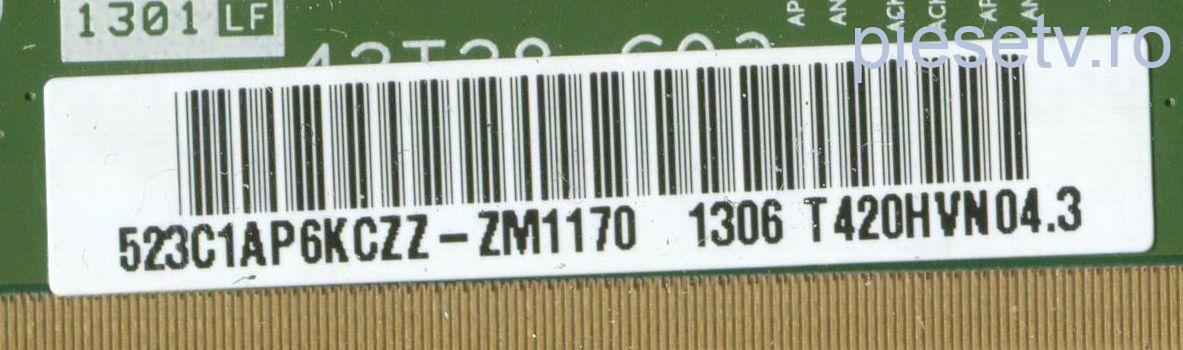 1301 LF
piesetv.ro
523C1AP6KCZZ-ZM1170 1306 T420HVN04.3